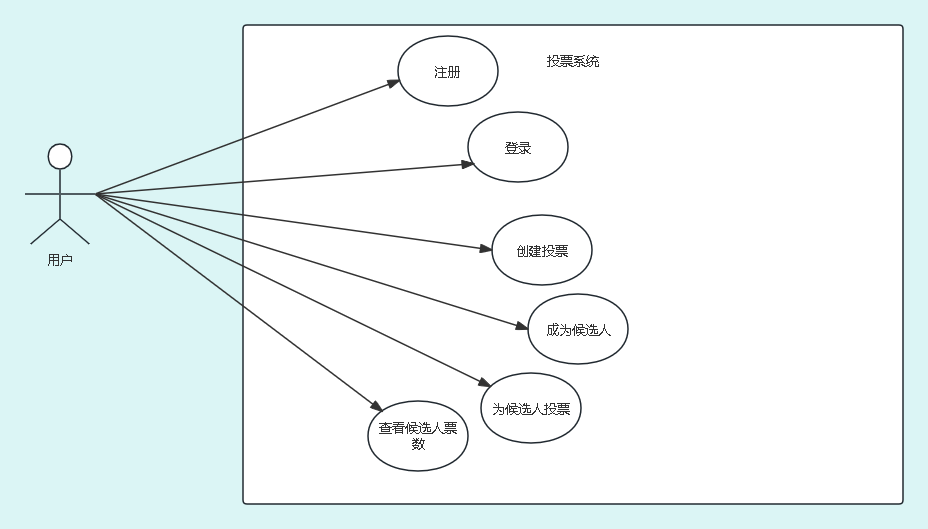 注册
投票系统
登录
用户
创建投票
成为候选人
为候选人投票
查看候选人票
数